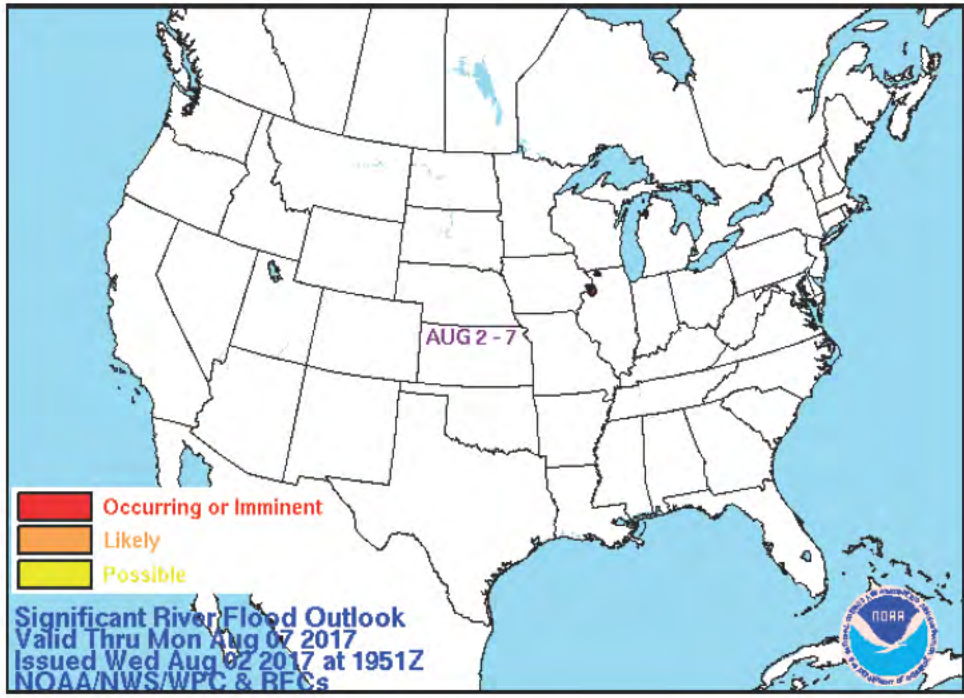 AUG 2 - 7
Occurring or Imminent
Likely
Possible
Significant River Flood Outlook
Valid Thru Mon Aug 07 2017
Issued Wed Aug 02 2017 at 1951Z
NOAA/NWS/WPC & RFCs
NOAA